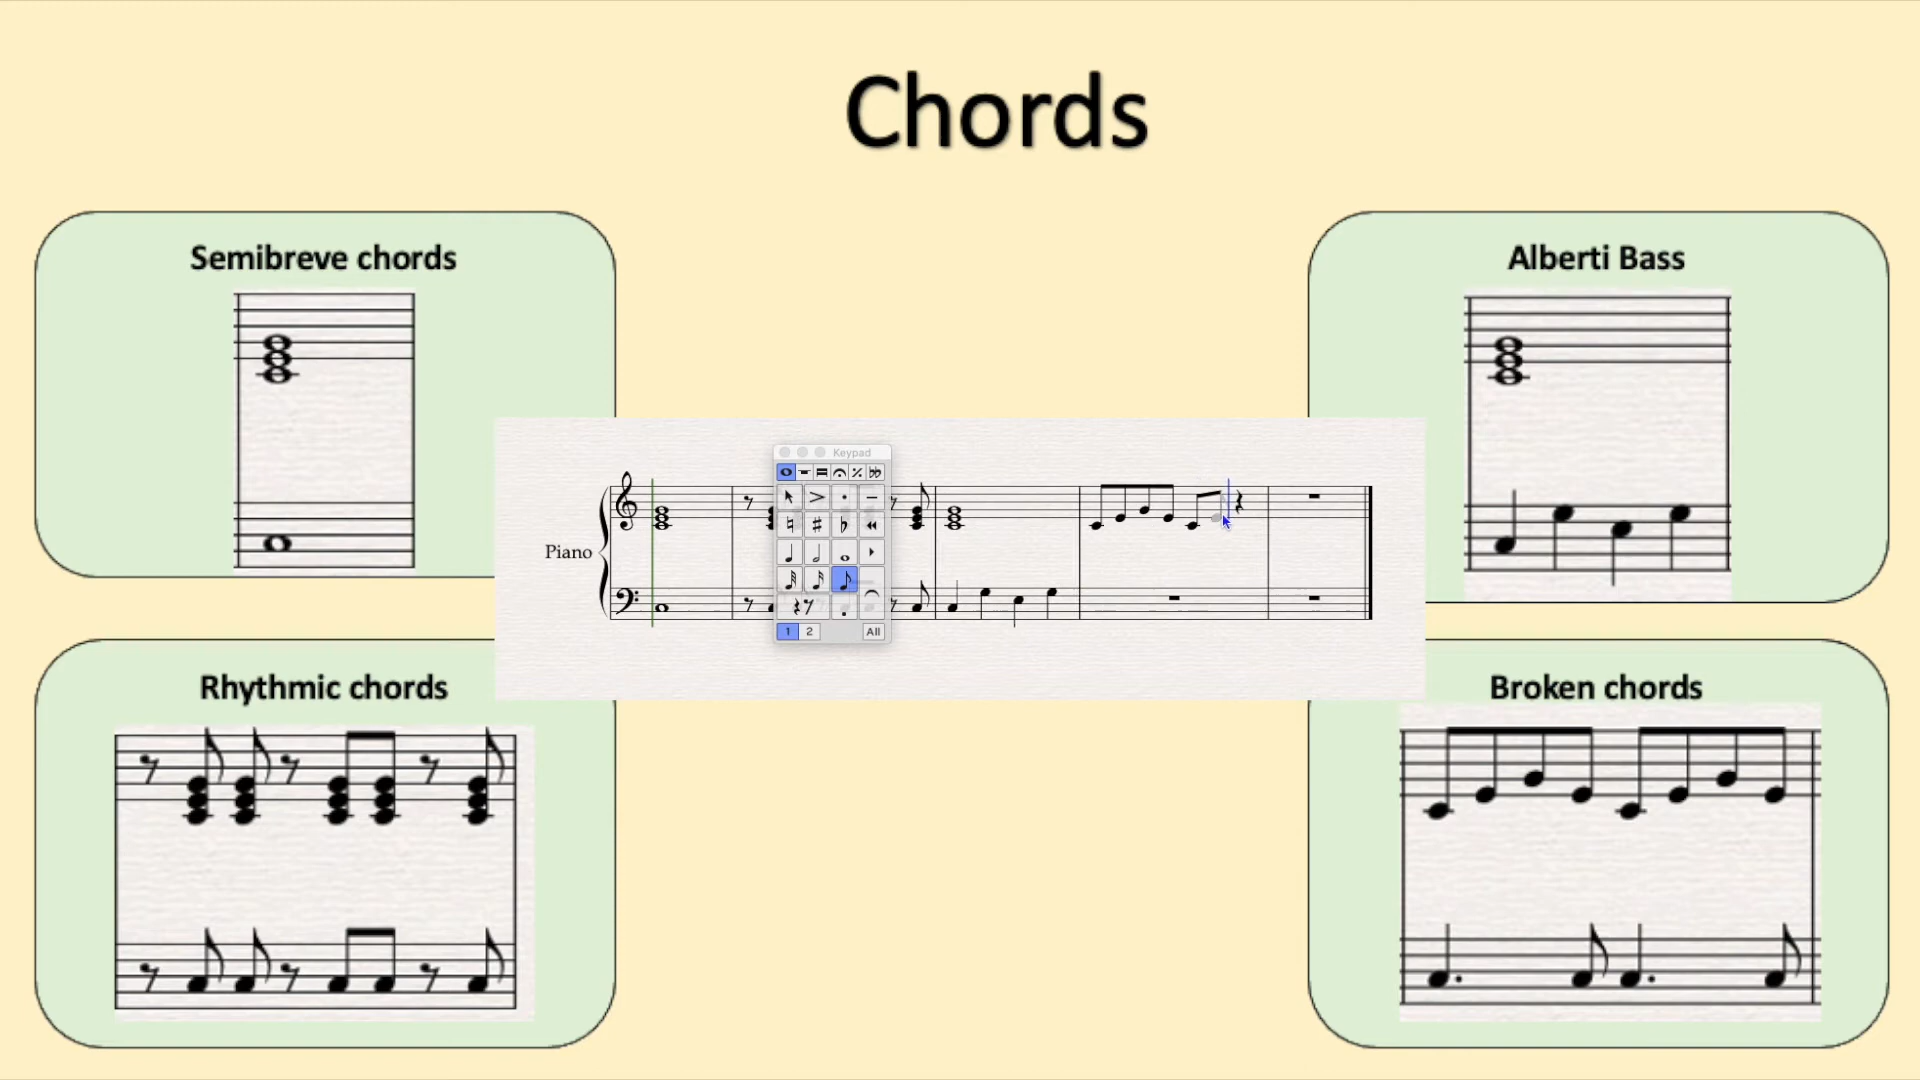 Chords
Semibreve chords
Alberti Bass
Keypad
Piano
1 2 All
Rhythmic chords
Broken chords